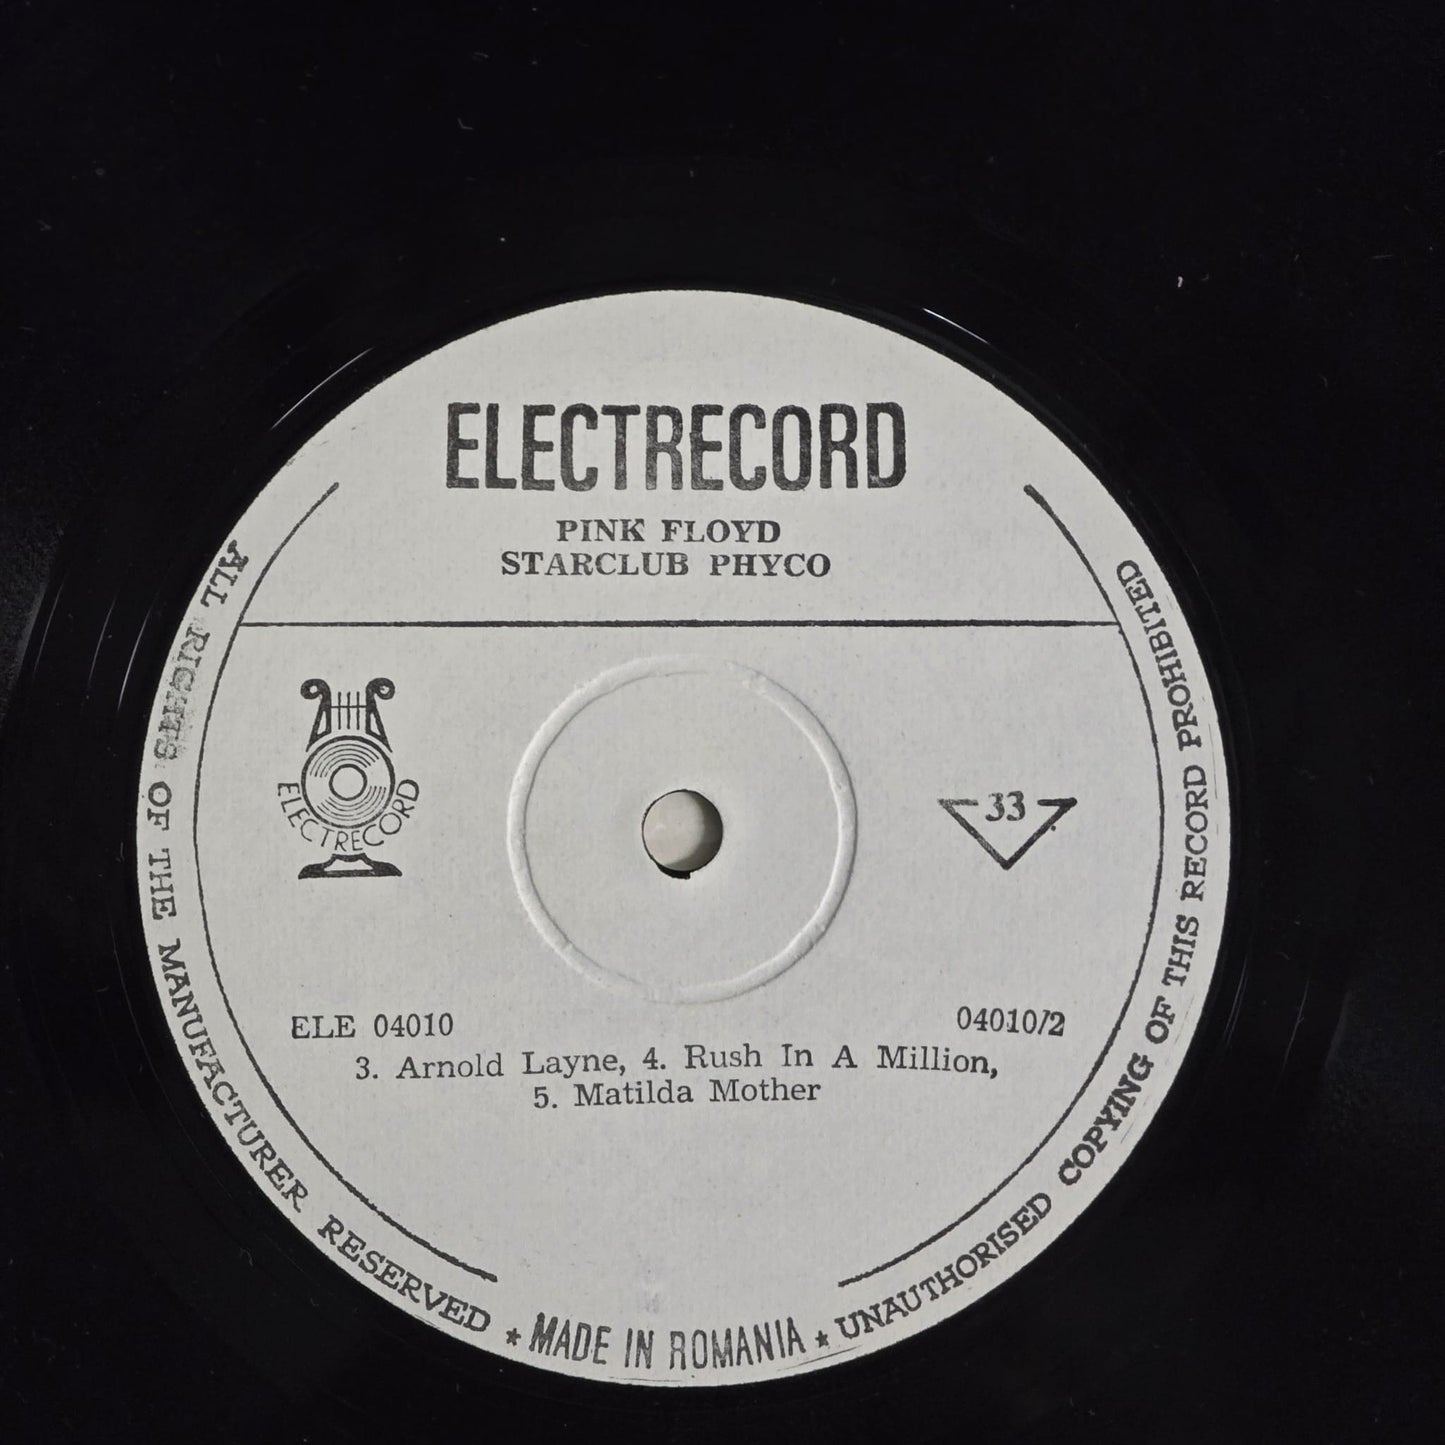 ELECTRECORD
PINK FLOYD
STARCLUB PHYCO
ELECTRECORD
33
ELE 04010
04010/2
3. Arnold Layne, 4. Rush In A Million,
5. Matilda Mother
ALL RIGHTS OF THE MANUFACTURER RESERVED ★ MADE IN ROMANIA ★ UNAUTHORISED COPYING OF THIS RECORD PROHIBITED